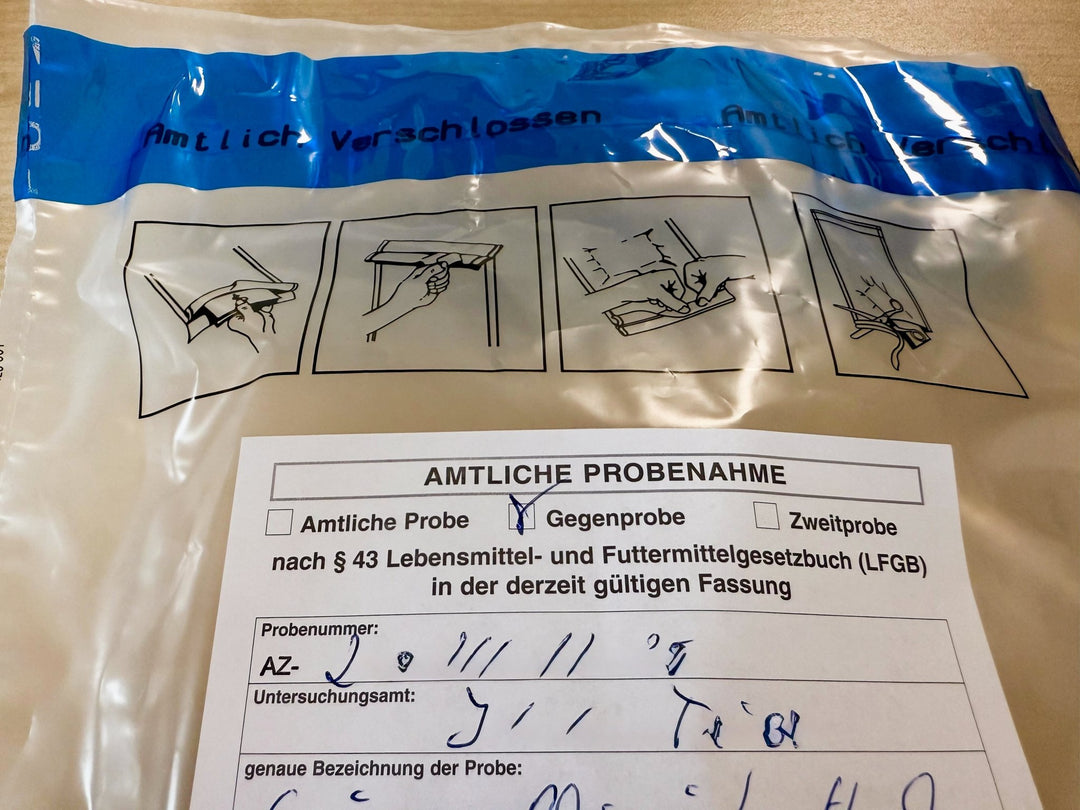 Amtlich Verschlossen Amtlich Versch
AMTLICHE PROBENAHME
Amtliche Probe Gegenprobe Zweitprobe
nach § 43 Lebensmittel- und Futtermittelgesetzbuch (LFGB)
in der derzeit gültigen Fassung
Probenummer:
AZ-
Untersuchungsamt:
genaue Bezeichnung der Probe: